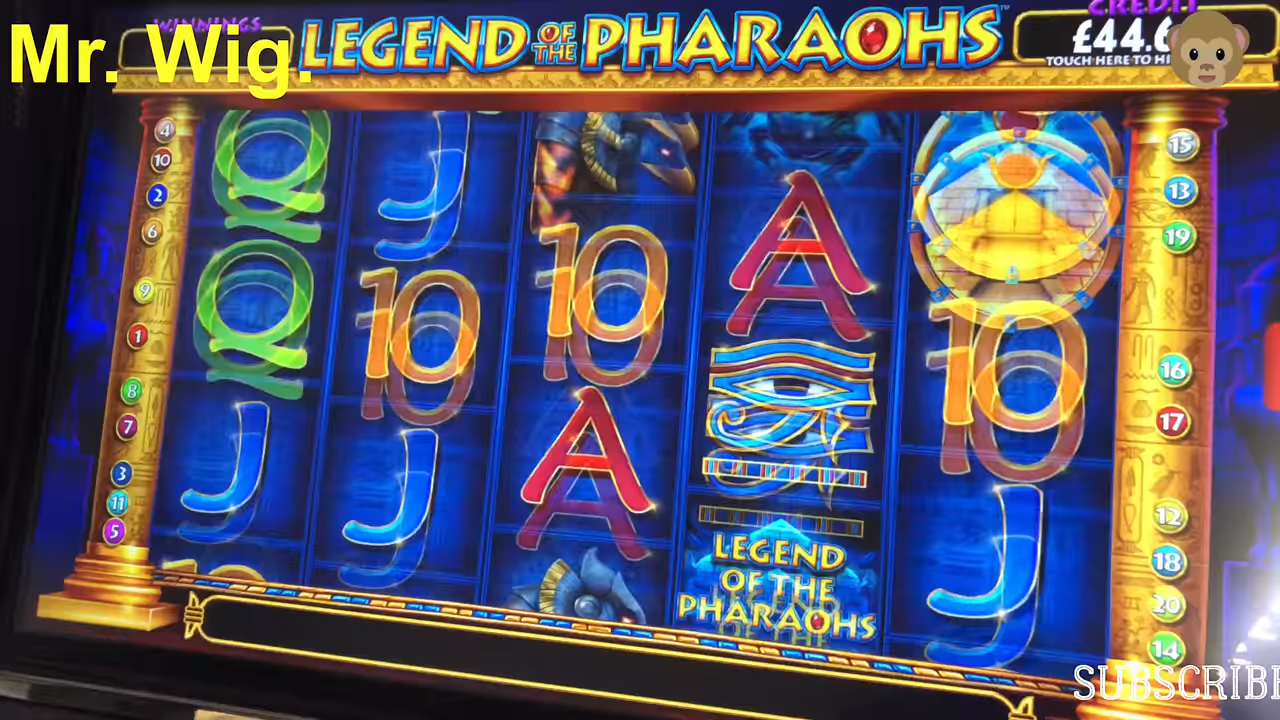 WINNINGS
CREDIT
Mr. Wig.
LEGEND OF THE PHARAOHS™
£44.6
TOUCH HERE TO HI
4
10
2
6
9
1
8
7
3
11
5
Q
Q
J
J
10
J
10
A
A
LEGEND
OF THE
PHARAOHS
10
J
15
13
19
16
17
12
18
20
14
SUBSCRIBE